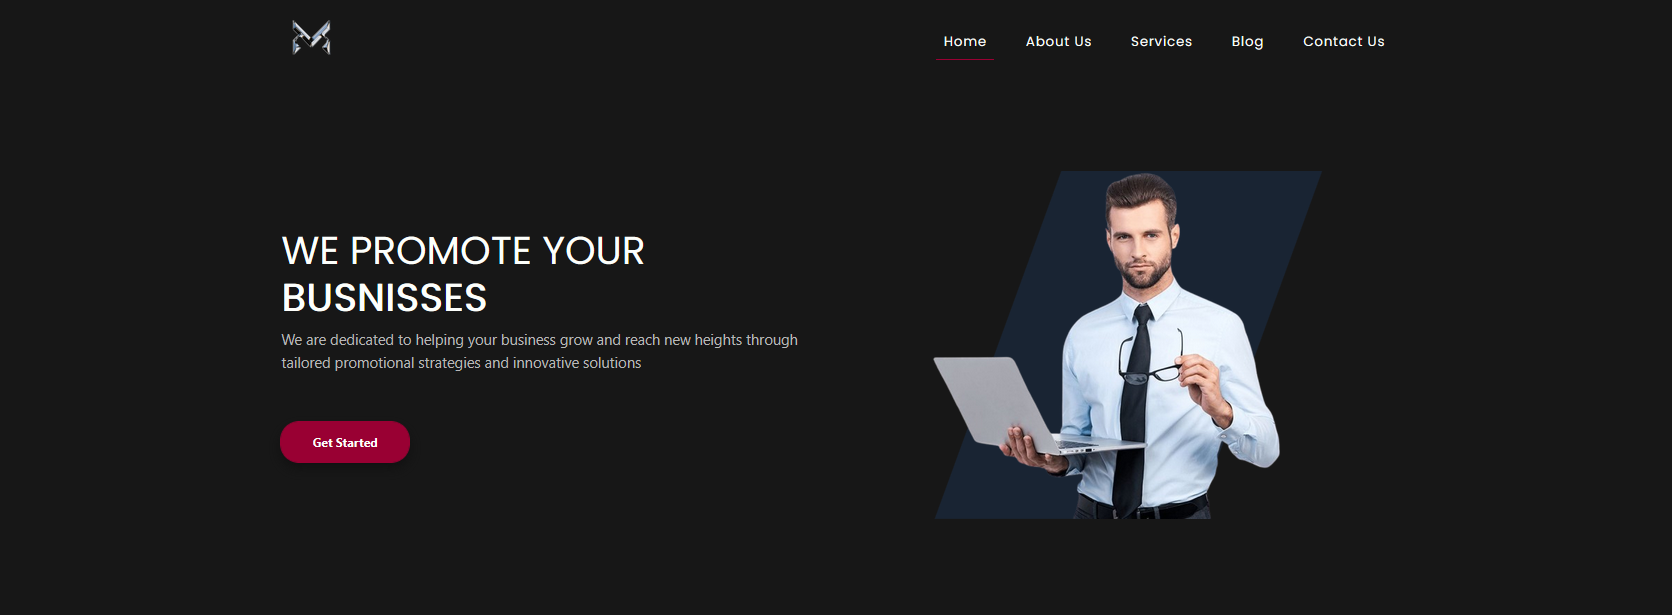 Home About Us Services Blog Contact Us
WE PROMOTE YOUR
BUSNISSES
We are dedicated to helping your business grow and reach new heights through
tailored promotional strategies and innovative solutions
Get Started